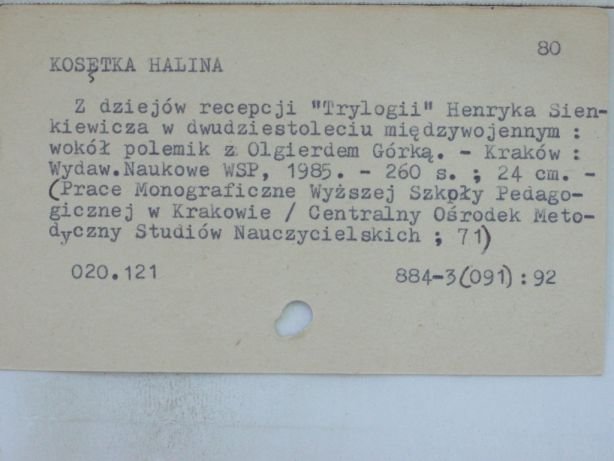 80
KOSĘTKA HALINA
Z dziejów recepcji "Trylogii" Henryka Sien-
kiewicza w dwudziestoleciu międzywojennym :
wokół polemik z Olgierdem Górką. - Kraków :
Wydaw.Naukowe WSP, 1985. - 260 s. ; 24 cm. -
(Prace Monograficzne Wyższej Szkpły Pedago-
gicznej w Krakowie / Centralny Ośrodek Meto-
dyczny Studiów Nauczycielskich ; 71)
020.121 884-3(091):92